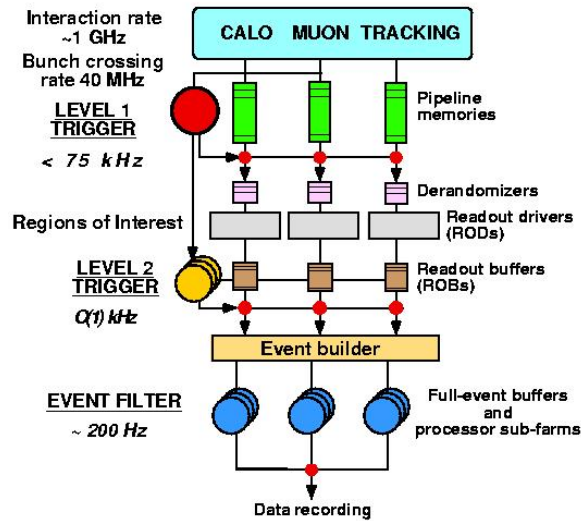 Interaction rate
~1 GHz
CALO MUON TRACKING
Bunch crossing
rate 40 MHz
LEVEL 1
TRIGGER
< 75 kHz
Pipeline
memories
Derandomizers
Regions of Interest
Readout drivers
(RODs)
LEVEL 2
TRIGGER
O(1) kHz
Readout buffers
(ROBs)
Event builder
EVENT FILTER
~ 200 Hz
Full-event buffers
and
processor sub-farms
Data recording